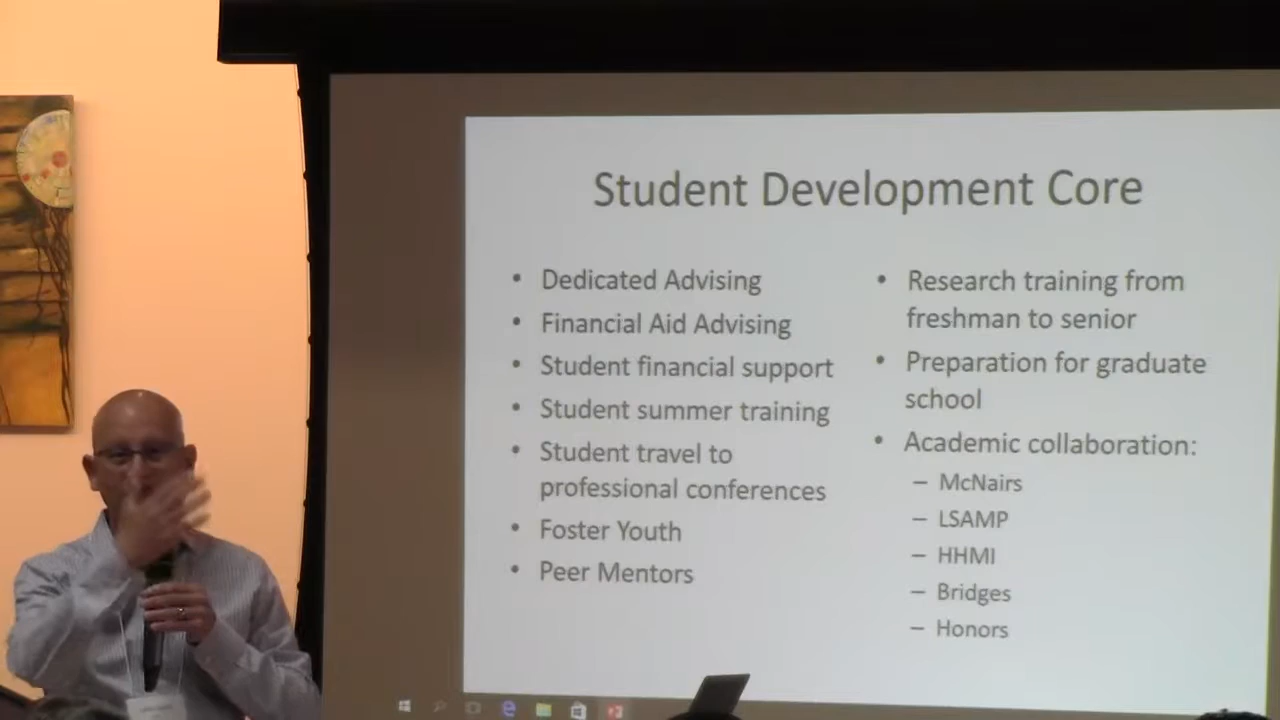 Student Development Core
• Dedicated Advising
• Financial Aid Advising
• Student financial support
• Student summer training
• Student travel to
professional conferences
• Foster Youth
• Peer Mentors
• Research training from
freshman to senior
• Preparation for graduate
school
• Academic collaboration:
– McNairs
– LSAMP
– HHMI
– Bridges
– Honors